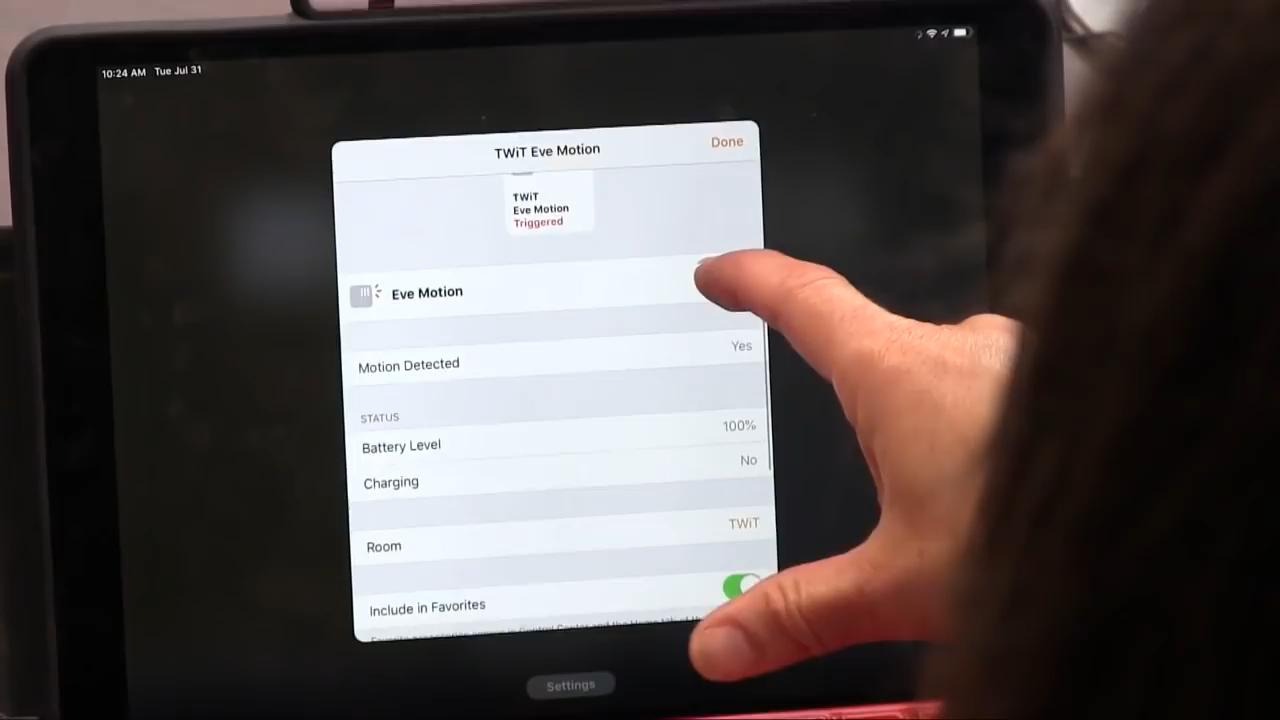 10:24 AM Tue Jul 31
TWiT Eve Motion
Done
TWiT
Eve Motion
Triggered
Eve Motion
Motion Detected
Yes
STATUS
Battery Level
100%
Charging
No
Room
TWiT
Include in Favorites
Settings